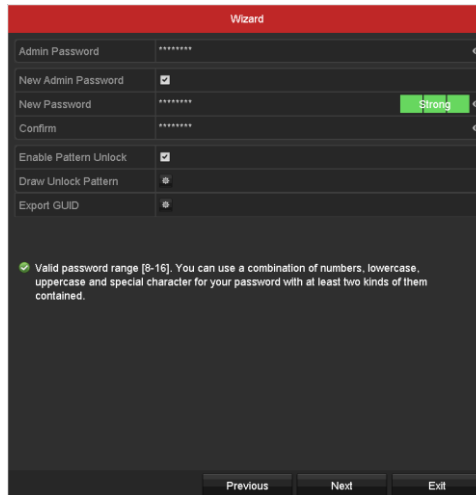 Wizard
Admin Password ********
New Admin Password
New Password ******** Strong
Confirm ********
Enable Pattern Unlock
Draw Unlock Pattern
Export GUID
Valid password range [8-16]. You can use a combination of numbers, lowercase,
uppercase and special character for your password with at least two kinds of them
contained.
Previous Next Exit